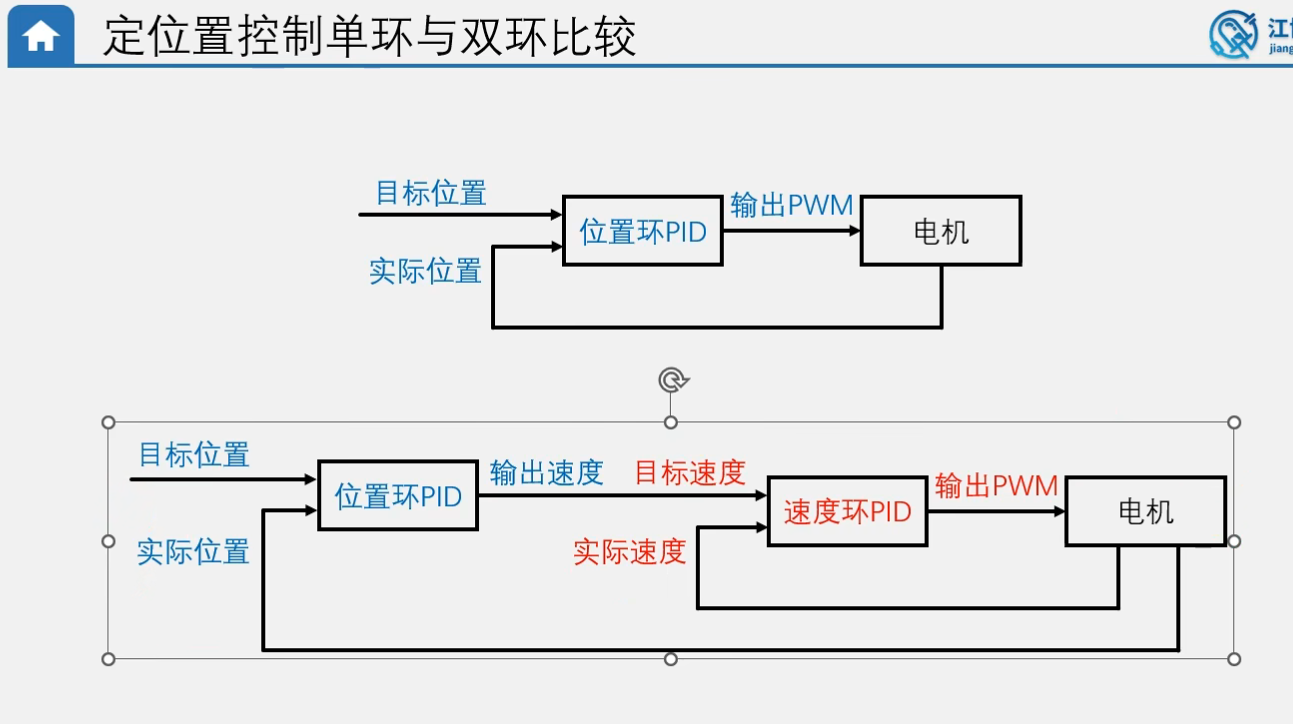 定位置控制单环与双环比较
目标位置
位置环PID
输出PWM
电机
实际位置
目标位置
位置环PID
输出速度
目标速度
速度环PID
输出PWM
电机
实际位置
实际速度